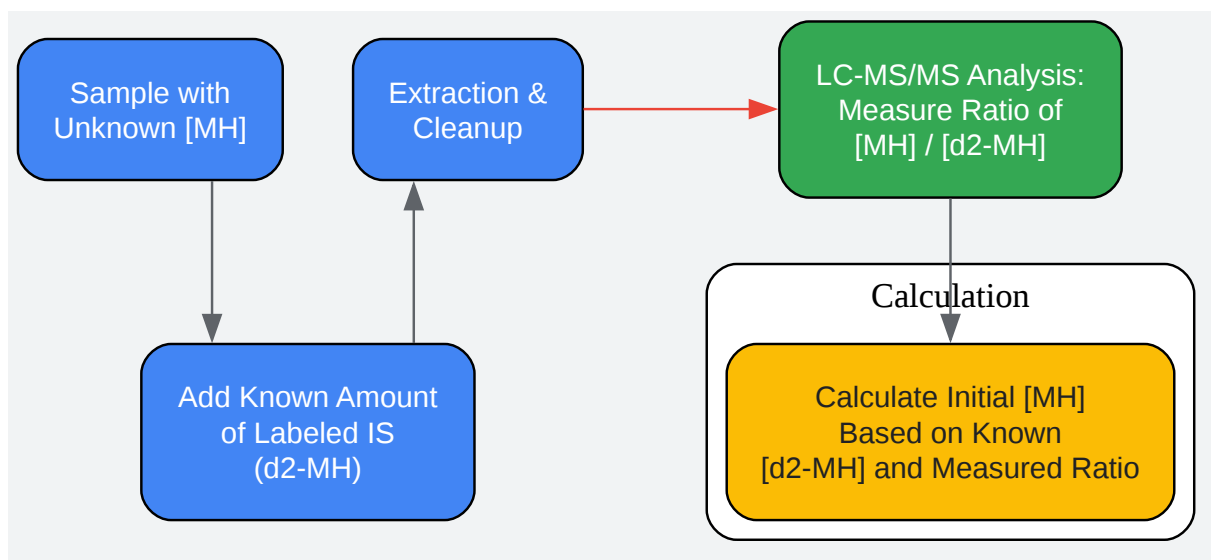 Sample with
Unknown [MH]
Add Known Amount
of Labeled IS
(d2-MH)
Extraction &
Cleanup
LC-MS/MS Analysis:
Measure Ratio of
[MH] / [d2-MH]
Calculation
Calculate Initial [MH]
Based on Known
[d2-MH] and Measured Ratio